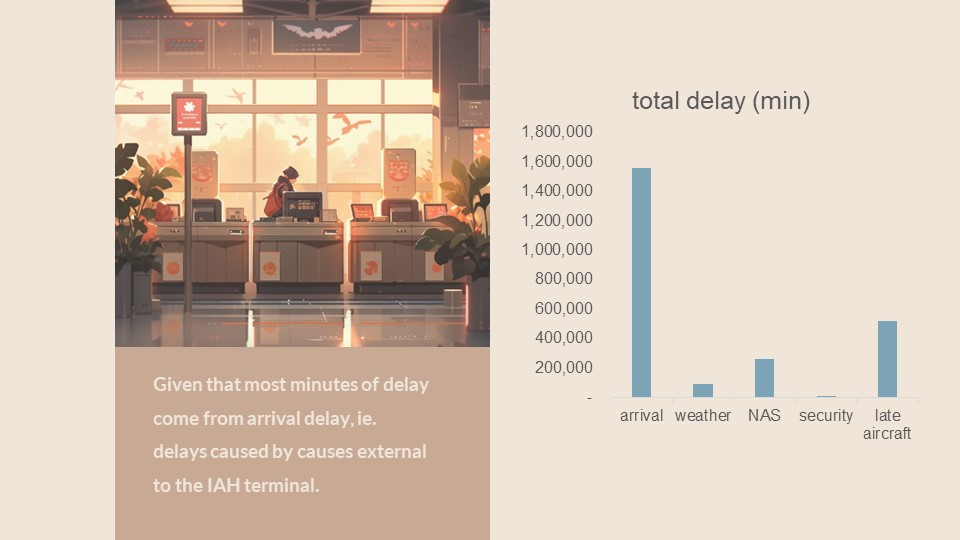 total delay (min)
1,800,000
1,600,000
1,400,000
1,200,000
1,000,000
800,000
600,000
400,000
200,000
-
arrival weather NAS security late
aircraft
Given that most minutes of delay
come from arrival delay, ie.
delays caused by causes external
to the IAH terminal.